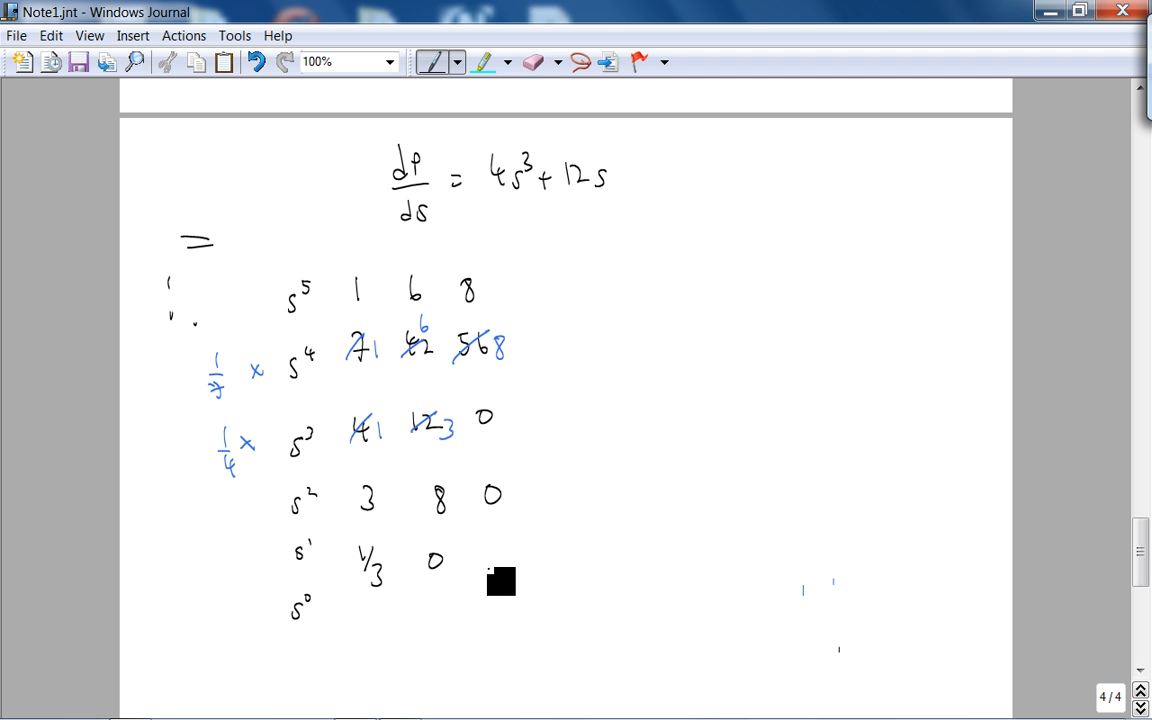 Note1.jnt - Windows Journal
File Edit View Insert Actions Tools Help
100%
dP/ds = 4s³ + 12s
=
s⁵ 1 6 8
1/7 × s⁴ 7 1 42 6 56 8
1/4 × s³ 4 1 12 3 0
s² 3 8 0
s¹ 1/3 0
s⁰
4 / 4